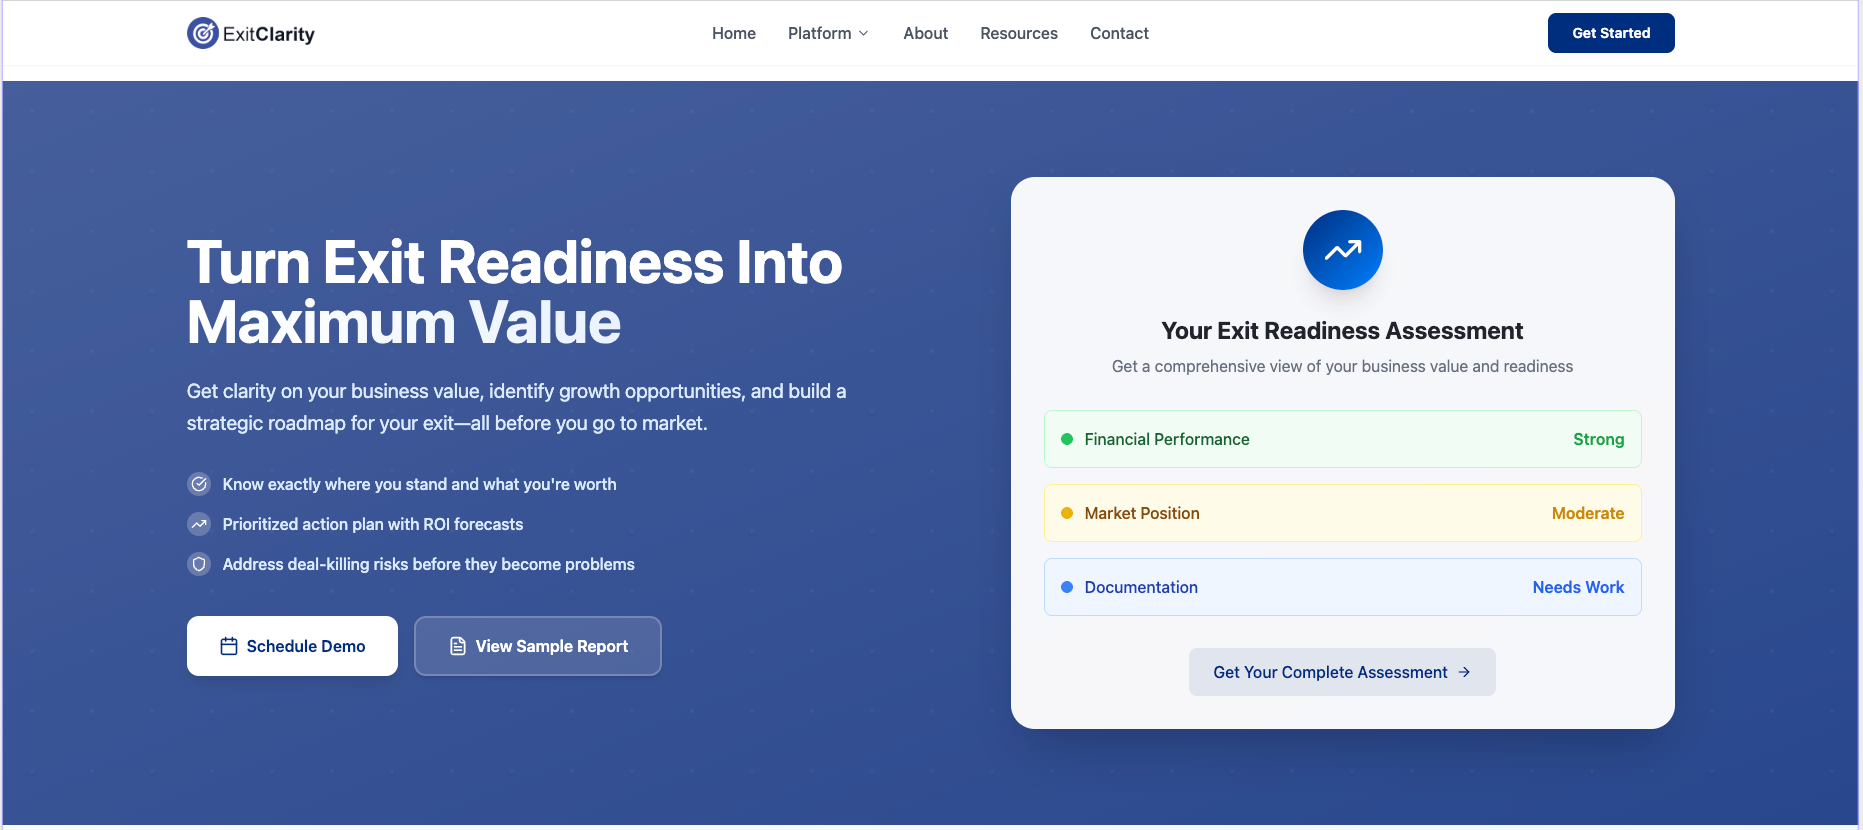 ExitClarity
Home
Platform
About
Resources
Contact
Get Started
Turn Exit Readiness Into
Maximum Value
Get clarity on your business value, identify growth opportunities, and build a
strategic roadmap for your exit—all before you go to market.
Know exactly where you stand and what you're worth
Prioritized action plan with ROI forecasts
Address deal-killing risks before they become problems
Schedule Demo
View Sample Report
Your Exit Readiness Assessment
Get a comprehensive view of your business value and readiness
Financial Performance
Strong
Market Position
Moderate
Documentation
Needs Work
Get Your Complete Assessment